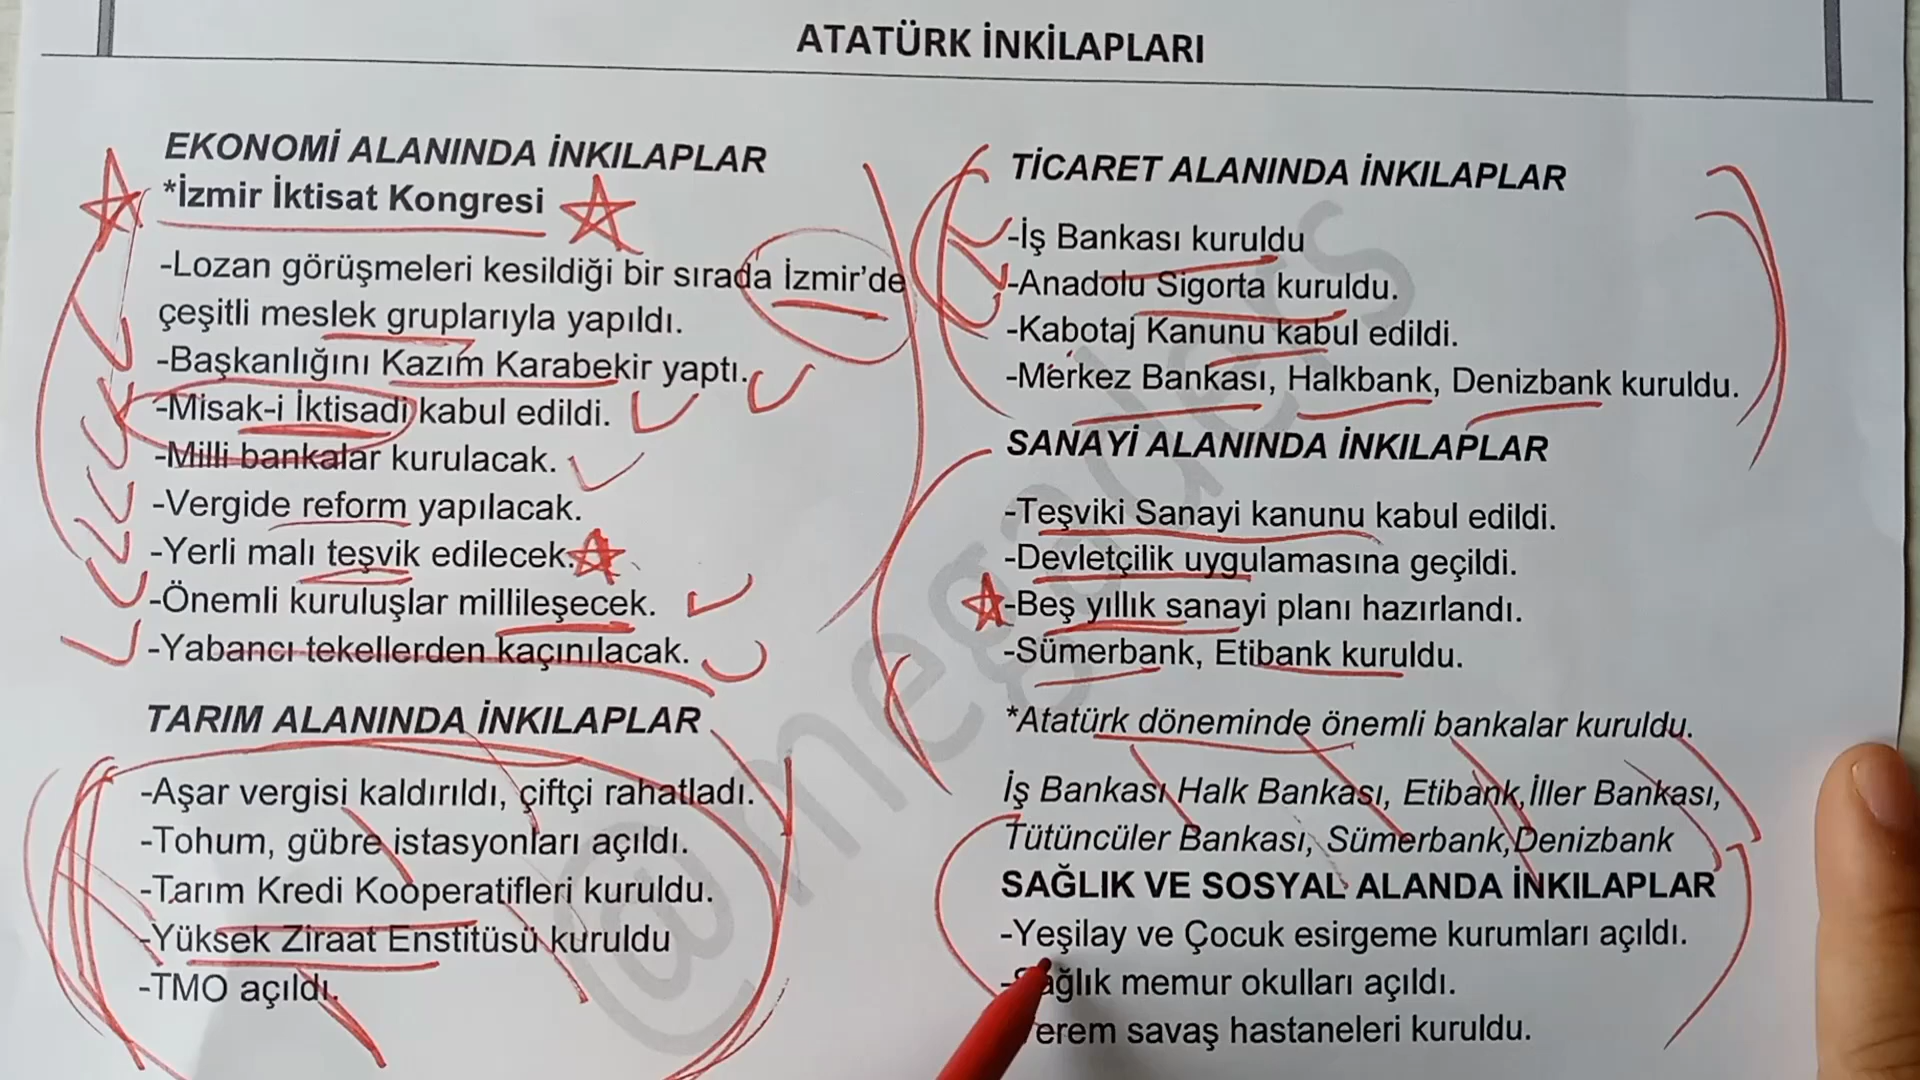 ATATÜRK İNKİLAPLARI
EKONOMİ ALANINDA İNKILAPLAR
*İzmir İktisat Kongresi
-Lozan görüşmeleri kesildiği bir sırada İzmir'de
çeşitli meslek gruplarıyla yapıldı.
-Başkanlığını Kazım Karabekir yaptı.
-Misak-i İktisadi kabul edildi.
-Milli bankalar kurulacak.
-Vergide reform yapılacak.
-Yerli malı teşvik edilecek.
-Önemli kuruluşlar millileşecek.
-Yabancı tekellerden kaçınılacak.
TARIM ALANINDA İNKILAPLAR
-Aşar vergisi kaldırıldı, çiftçi rahatladı.
-Tohum, gübre istasyonları açıldı.
-Tarım Kredi Kooperatifleri kuruldu.
-Yüksek Ziraat Enstitüsü kuruldu
-TMO açıldı.
TİCARET ALANINDA İNKILAPLAR
-İş Bankası kuruldu
-Anadolu Sigorta kuruldu.
-Kabotaj Kanunu kabul edildi.
-Merkez Bankası, Halkbank, Denizbank kuruldu.
SANAYİ ALANINDA İNKILAPLAR
-Teşviki Sanayi kanunu kabul edildi.
-Devletçilik uygulamasına geçildi.
-Beş yıllık sanayi planı hazırlandı.
-Sümerbank, Etibank kuruldu.
*Atatürk döneminde önemli bankalar kuruldu.
İş Bankası Halk Bankası, Etibank,İller Bankası,
Tütüncüler Bankası, Sümerbank,Denizbank
SAĞLIK VE SOSYAL ALANDA İNKILAPLAR
-Yeşilay ve Çocuk esirgeme kurumları açıldı.
-Sağlık memur okulları açıldı.
erem savaş hastaneleri kuruldu.
@megaders